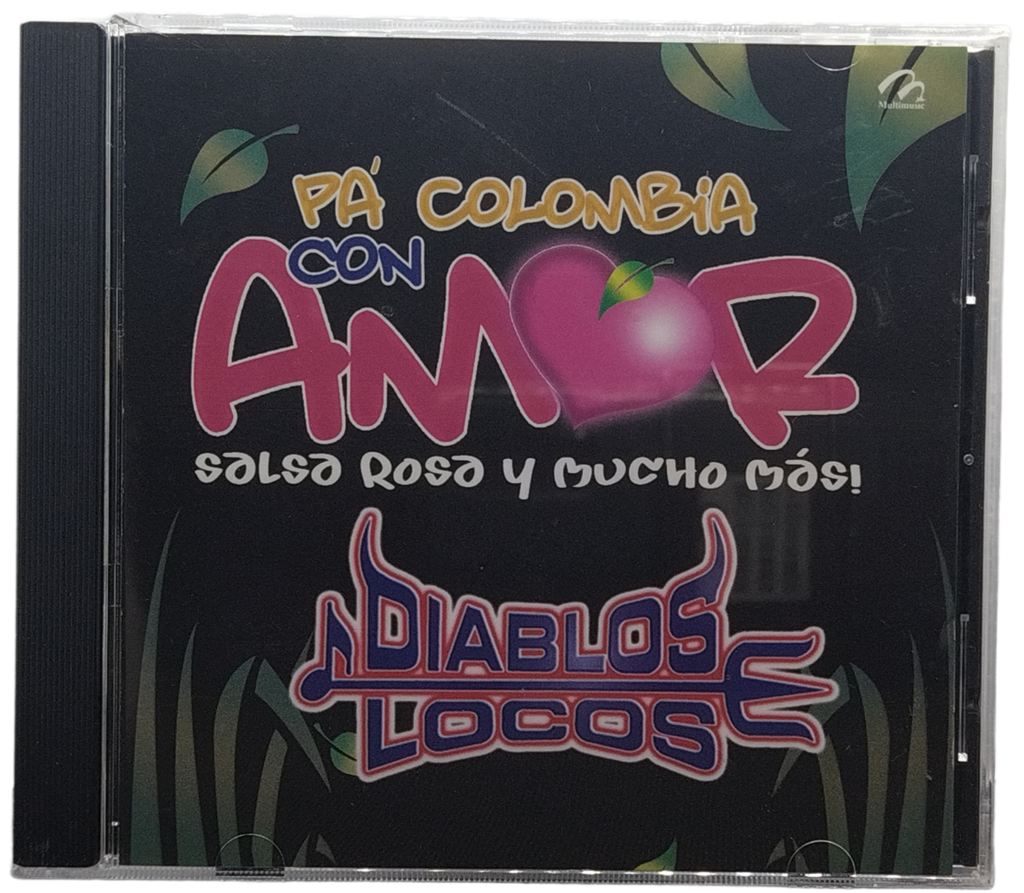 Multimusic
PÁ COLOMBIA
CON
AMOR
SALSA ROSA Y MUCHO MÁS!
DIABLOS
LOCOS